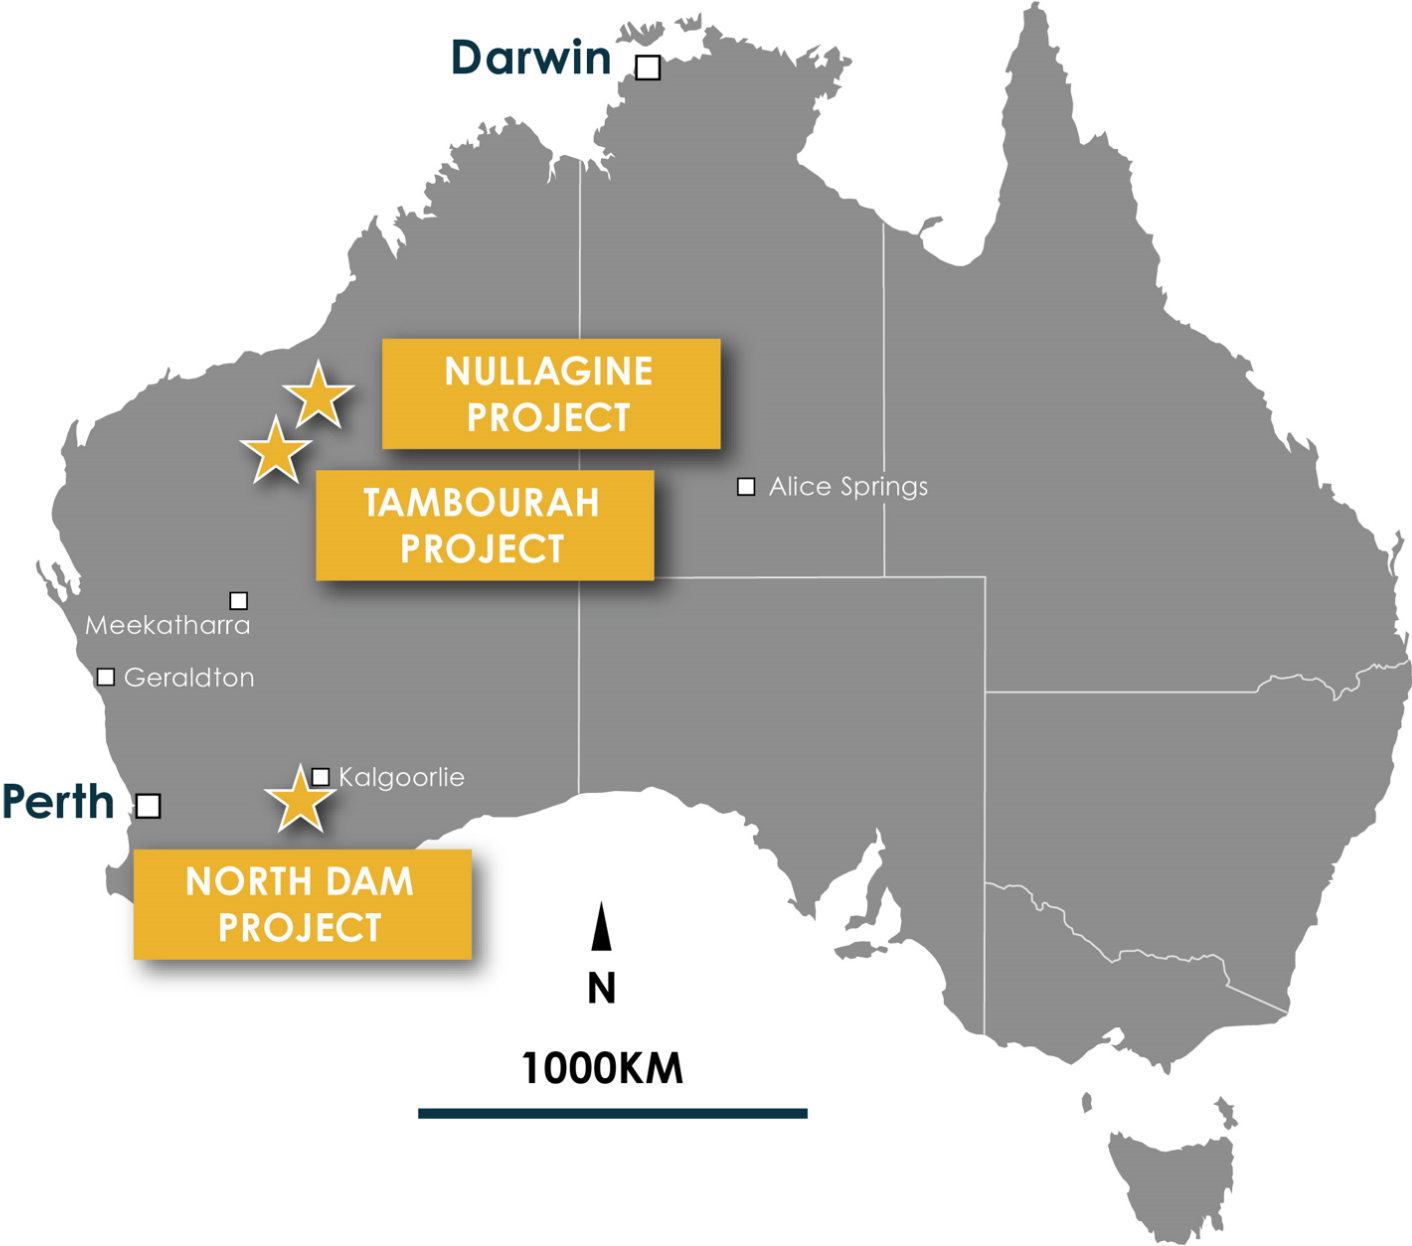 Darwin
NULLAGINE
PROJECT
TAMBOURAH
PROJECT
Alice Springs
Meekatharra
Geraldton
Kalgoorlie
Perth
NORTH DAM
PROJECT
N
1000KM